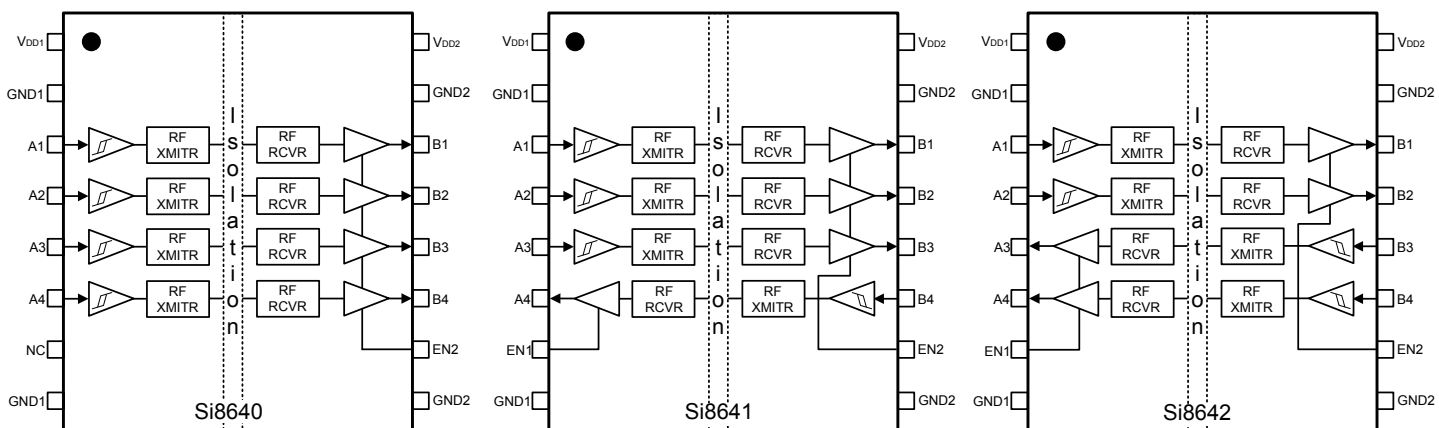 VDD1
VDD2
GND1
GND2
A1
RF XMITR
RF RCVR
B1
A2
RF XMITR
RF RCVR
B2
A3
RF XMITR
RF RCVR
B3
A4
RF XMITR
RF RCVR
B4
NC
EN2
GND1
GND2
Isolation
Si8640
VDD1
VDD2
GND1
GND2
A1
RF XMITR
RF RCVR
B1
A2
RF XMITR
RF RCVR
B2
A3
RF XMITR
RF RCVR
B3
A4
RF RCVR
RF XMITR
B4
EN1
EN2
GND1
GND2
Isolation
Si8641
VDD1
VDD2
GND1
GND2
A1
RF XMITR
RF RCVR
B1
A2
RF XMITR
RF RCVR
B2
A3
RF RCVR
RF XMITR
B3
A4
RF RCVR
RF XMITR
B4
EN1
EN2
GND1
GND2
Isolation
Si8642